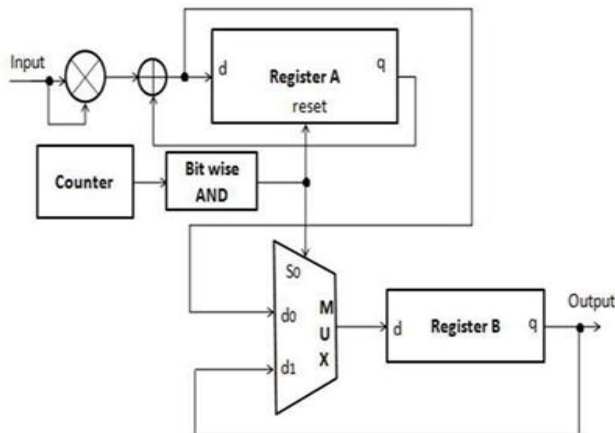 Input
d
q
Register A
reset
Counter
Bit wise
AND
S0
d0
d1
M
U
X
d
Register B
q
Output